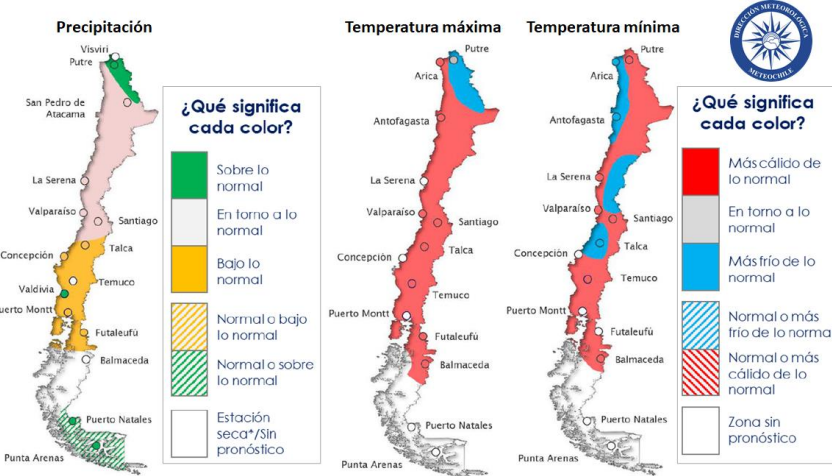 Precipitación
Visviri
Putre
San Pedro de
Atacama
La Serena
Valparaíso
Santiago
Talca
Concepción
Temuco
Valdivia
uerto Montt
Futaleufú
Balmaceda
Puerto Natales
Punta Arenas
¿Qué significa
cada color?
Sobre lo
normal
En torno a lo
normal
Bajo lo
normal
Normal o bajo
lo normal
Normal o sobre
lo normal
Estación
seca*/Sin
pronóstico
Temperatura máxima
Putre
Arica
Antofagasta
La Serena
Valparaíso
Santiago
Talca
Concepción
Temuco
Puerto Montt
Futaleufú
Balmaceda
Puerto Natales
Punta Arenas
Temperatura mínima
Putre
Arica
Antofagasta
La Serena
Valparaíso
Santiago
Talca
Concepción
Temuco
Puerto Montt
Futaleufú
Balmaceda
Puerto Natales
Punta Arenas
DIRECCIÓN METEOROLÓGICA
METEOCHILE
¿Qué significa
cada color?
Más cálido de
lo normal
En torno a lo
normal
Más frío de lo
normal
Normal o más
frío de lo norma
Normal o más
cálido de lo
normal
Zona sin
pronóstico